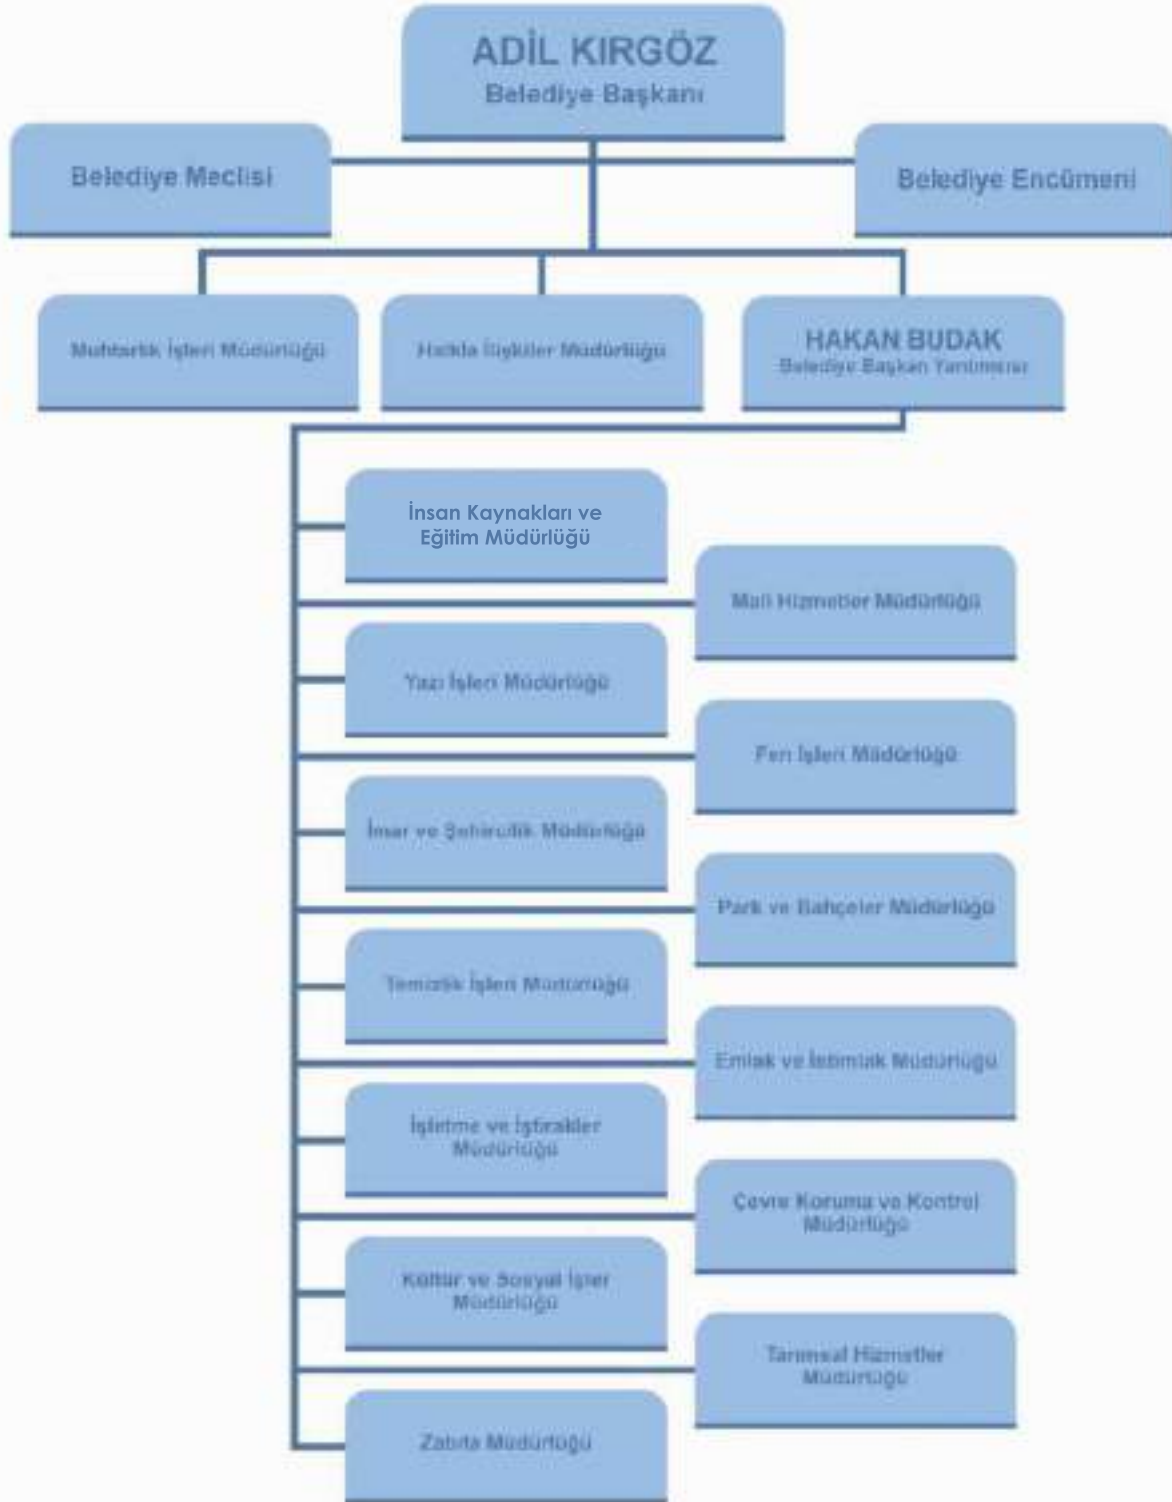 ADİL KIRGÖZ
Belediye Başkanı
Belediye Meclisi
Belediye Encümeni
Muhtarlık İşleri Müdürlüğü
Halkla İlişkiler Müdürlüğü
HAKAN BUDAK
Belediye Başkan Yardımcısı
İnsan Kaynakları ve
Eğitim Müdürlüğü
Mali Hizmetler Müdürlüğü
Yazı İşleri Müdürlüğü
Fen İşleri Müdürlüğü
İmar ve Şehircilik Müdürlüğü
Park ve Bahçeler Müdürlüğü
Temizlik İşleri Müdürlüğü
Emlak ve İstimlak Müdürlüğü
İşletme ve İştirakler
Müdürlüğü
Çevre Koruma ve Kontrol
Müdürlüğü
Kültür ve Sosyal İşler
Müdürlüğü
Tarımsal Hizmetler
Müdürlüğü
Zabıta Müdürlüğü